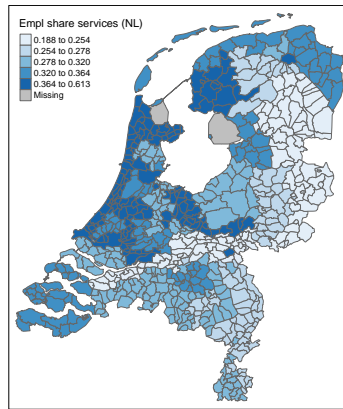 Empl share services (NL)
0.188 to 0.254
0.254 to 0.278
0.278 to 0.320
0.320 to 0.364
0.364 to 0.613
Missing